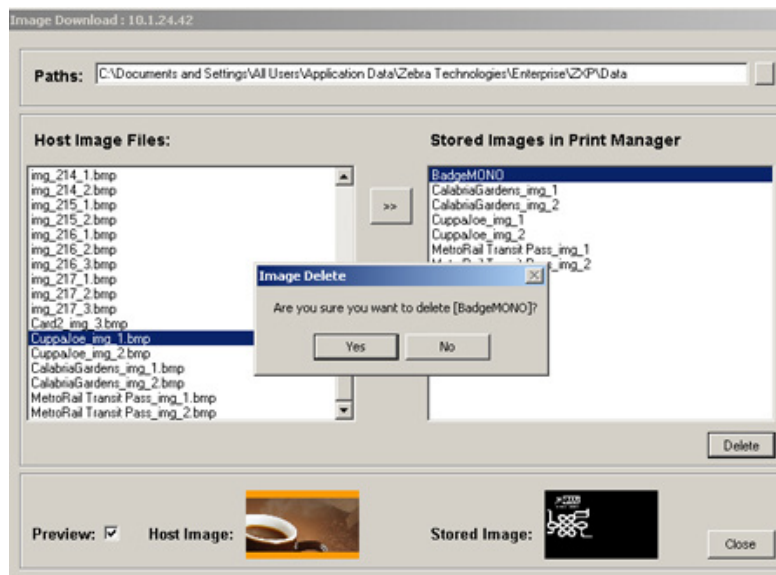 Image Download : 10.1.24.42
Paths: C:\Documents and Settings\All Users\Application Data\Zebra Technologies\Enterprise\ZXP\Data
Host Image Files:
img_214_1.bmp
img_214_2.bmp
img_215_1.bmp
img_215_2.bmp
img_216_1.bmp
img_216_2.bmp
img_216_3.bmp
img_217_1.bmp
img_217_2.bmp
img_217_3.bmp
Card2_img_3.bmp
CuppaJoe_img_1.bmp
CuppaJoe_img_2.bmp
CalabriaGardens_img_1.bmp
CalabriaGardens_img_2.bmp
MetroRail Transit Pass_img_1.bmp
MetroRail Transit Pass_img_2.bmp
>>
Stored Images in Print Manager
BadgeMONO
CalabriaGardens_img_1
CalabriaGardens_img_2
CuppaJoe_img_1
CuppaJoe_img_2
MetroRail Transit Pass_img_1
MetroRail Transit Pass_img_2
Image Delete
Are you sure you want to delete [BadgeMONO]?
Yes No
Delete
Preview: Host Image: Stored Image:
Close